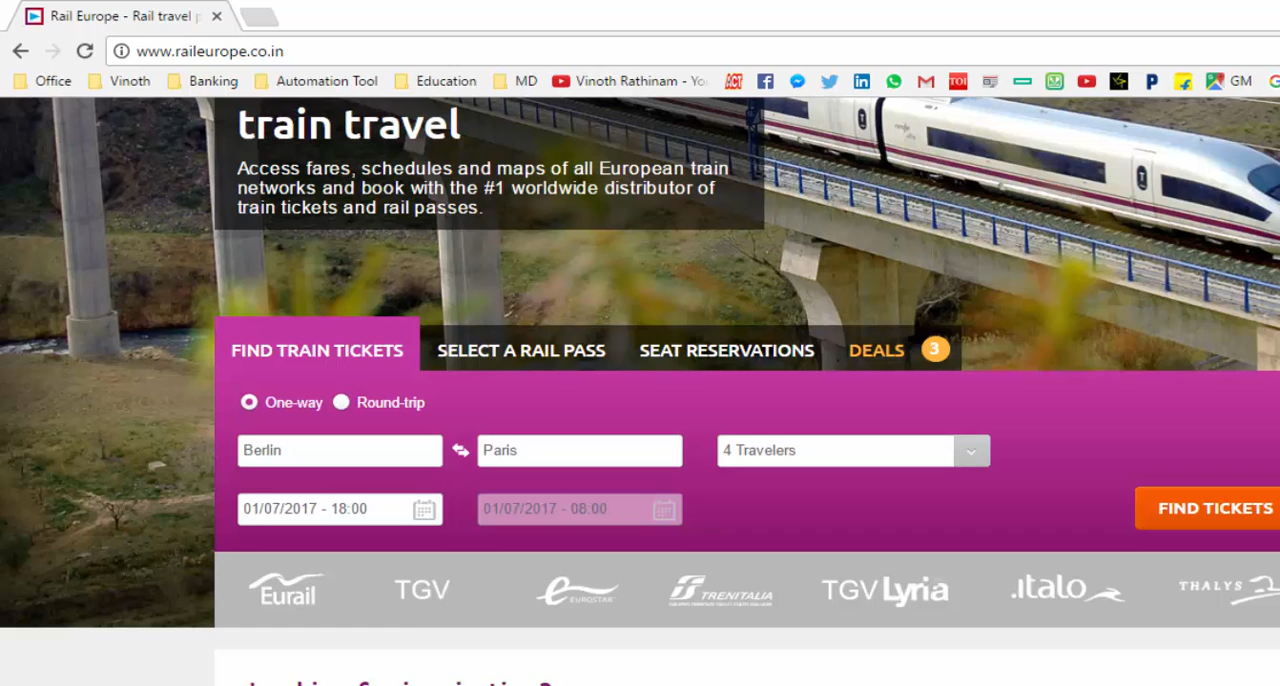 Rail Europe - Rail travel p
www.raileurope.co.in
Office Vinoth Banking Automation Tool Education MD Vinoth Rathinam - Yo ACT TOI GM
train travel
Access fares, schedules and maps of all European train
networks and book with the #1 worldwide distributor of
train tickets and rail passes.
FIND TRAIN TICKETS SELECT A RAIL PASS SEAT RESERVATIONS DEALS 3
One-way Round-trip
Berlin Paris 4 Travelers
01/07/2017 - 18:00 01/07/2017 - 08:00 FIND TICKETS
Eurail TGV EUROSTAR TRENITALIA TGV Lyria .italo THALYS